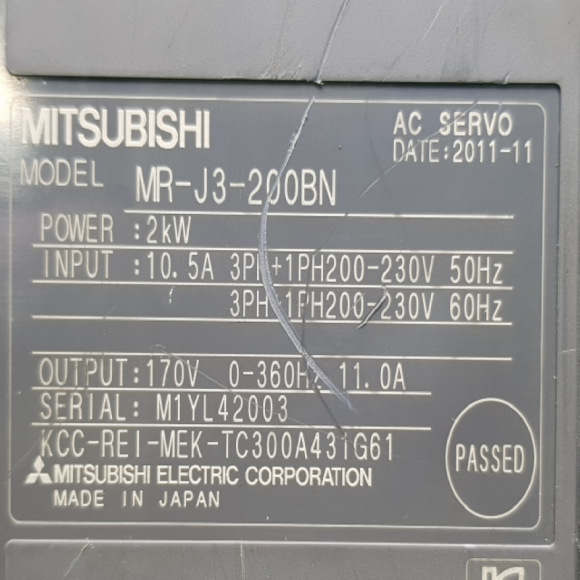 MITSUBISHI
AC SERVO
DATE:2011-11
MODEL MR-J3-200BN
POWER :2kW
INPUT :10.5A 3PH+1PH200-230V 50Hz
3PH+1PH200-230V 60Hz
OUTPUT:170V 0-360Hz 11.0A
SERIAL: M1YL42003
KCC-REI-MEK-TC300A431G61
PASSED
MITSUBISHI ELECTRIC CORPORATION
MADE IN JAPAN